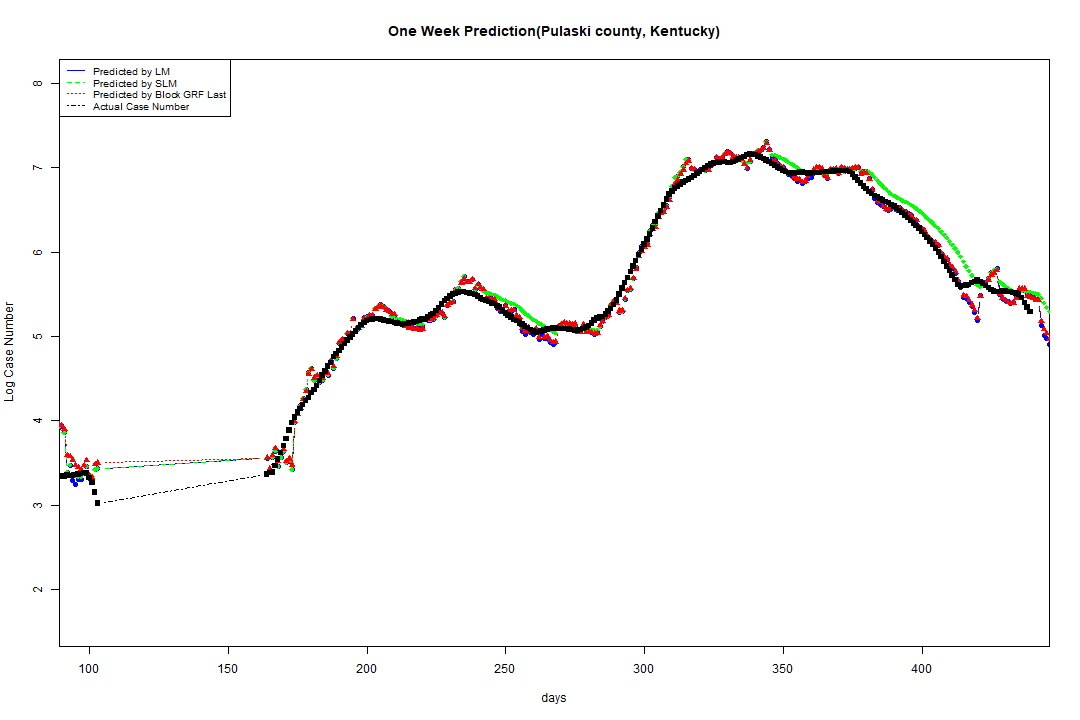 One Week Prediction(Pulaski county, Kentucky)
Predicted by LM
Predicted by SLM
Predicted by Block GRF Last
Actual Case Number
8
7
6
5
4
3
2
Log Case Number
100 150 200 250 300 350 400
days